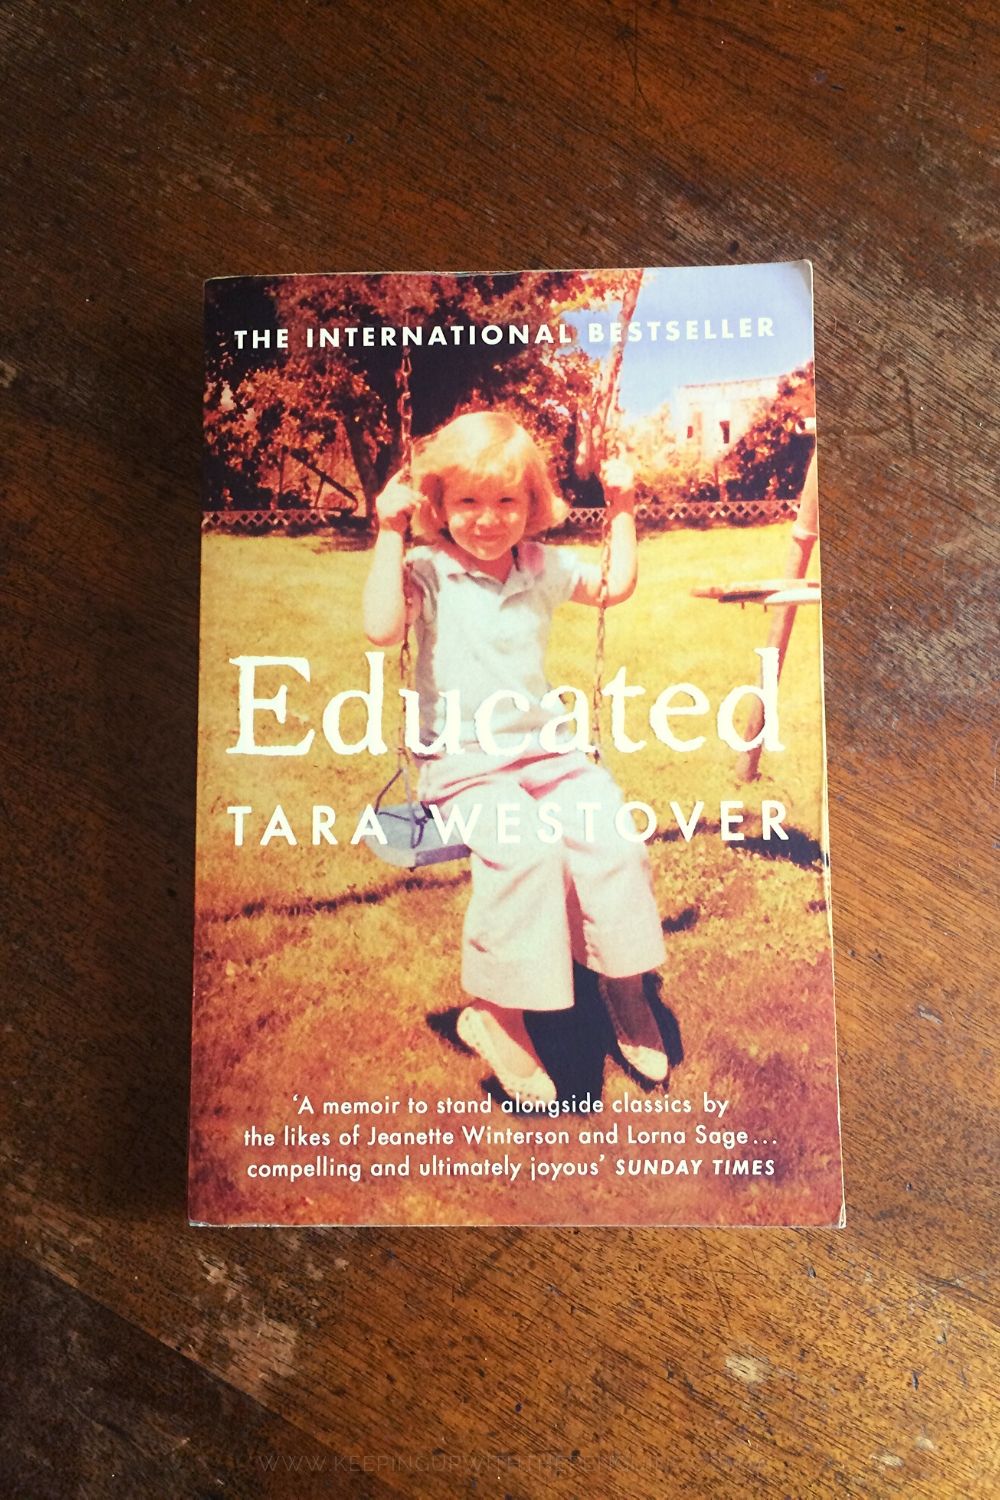 THE INTERNATIONAL BESTSELLER
Educated
TARA WESTOVER
‘A memoir to stand alongside classics by
the likes of Jeanette Winterson and Lorna Sage...
compelling and ultimately joyous’ SUNDAY TIMES